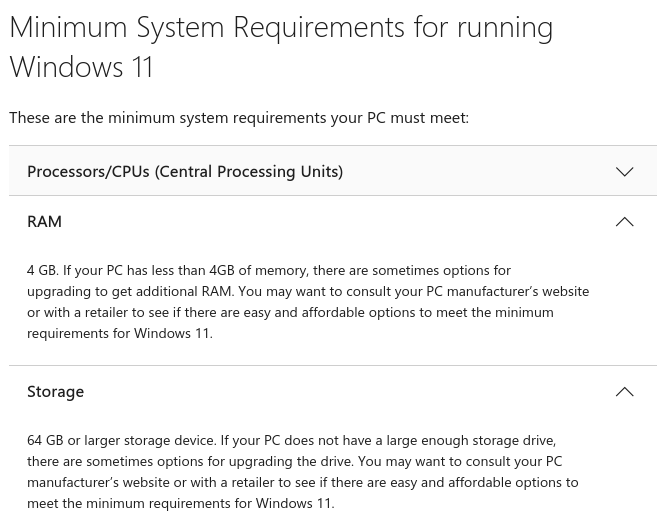 Minimum System Requirements for running
Windows 11
These are the minimum system requirements your PC must meet:
Processors/CPUs (Central Processing Units)
RAM
4 GB. If your PC has less than 4GB of memory, there are sometimes options for
upgrading to get additional RAM. You may want to consult your PC manufacturer's website
or with a retailer to see if there are easy and affordable options to meet the minimum
requirements for Windows 11.
Storage
64 GB or larger storage device. If your PC does not have a large enough storage drive,
there are sometimes options for upgrading the drive. You may want to consult your PC
manufacturer's website or with a retailer to see if there are easy and affordable options to
meet the minimum requirements for Windows 11.